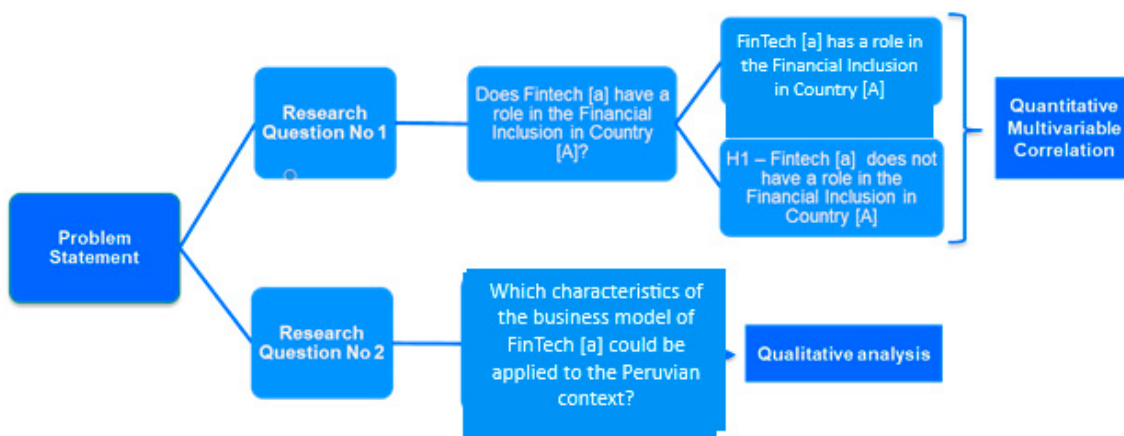 Problem
Statement
Research
Question No 1
Does Fintech [a] have a
role in the Financial
Inclusion in Country
[A]?
FinTech [a] has a role in
the Financial Inclusion
in Country [A]
H1 – Fintech [a] does not
have a role in the
Financial Inclusion in
Country [A]
Quantitative
Multivariable
Correlation
Research
Question No 2
Which characteristics of
the business model of
FinTech [a] could be
applied to the Peruvian
context?
Qualitative analysis